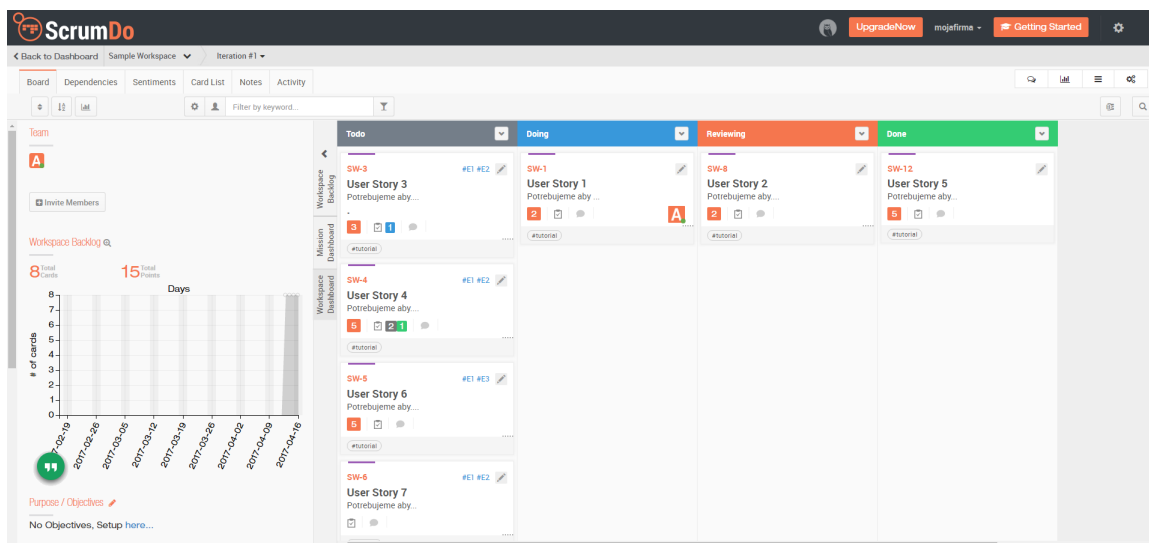 ScrumDo
UpgradeNow
mojafirma
Getting Started
Back to Dashboard
Sample Workspace
Iteration #1
Board
Dependencies
Sentiments
Card List
Notes
Activity
Filter by keyword...
Team
A
Invite Members
Workspace Backlog
8 Total Cards
15 Total Points
Days
# of cards
8
7
6
5
4
3
2
1
0
2017-02-26
2017-03-05
2017-03-12
2017-03-19
2017-03-26
2017-04-02
2017-04-09
2017-04-16
Purpose / Objectives
No Objectives, Setup here...
Workspace Backlog
Mission Dashboard
Workspace Dashboard
Todo
SW-3
#E1 #E2
User Story 3
Potrebujeme aby....
-
3
1
#tutorial
SW-4
#E1 #E2
User Story 4
Potrebujeme aby....
5
2 1
#tutorial
SW-5
#E1 #E3
User Story 6
Potrebujeme aby....
5
#tutorial
SW-6
#E1 #E2
User Story 7
Potrebujeme aby....
Doing
SW-1
User Story 1
Potrebujeme aby ...
2
A
#tutorial
Reviewing
SW-8
User Story 2
Potrebujeme aby ....
2
#tutorial
Done
SW-12
User Story 5
Potrebujeme aby ....
5
#tutorial